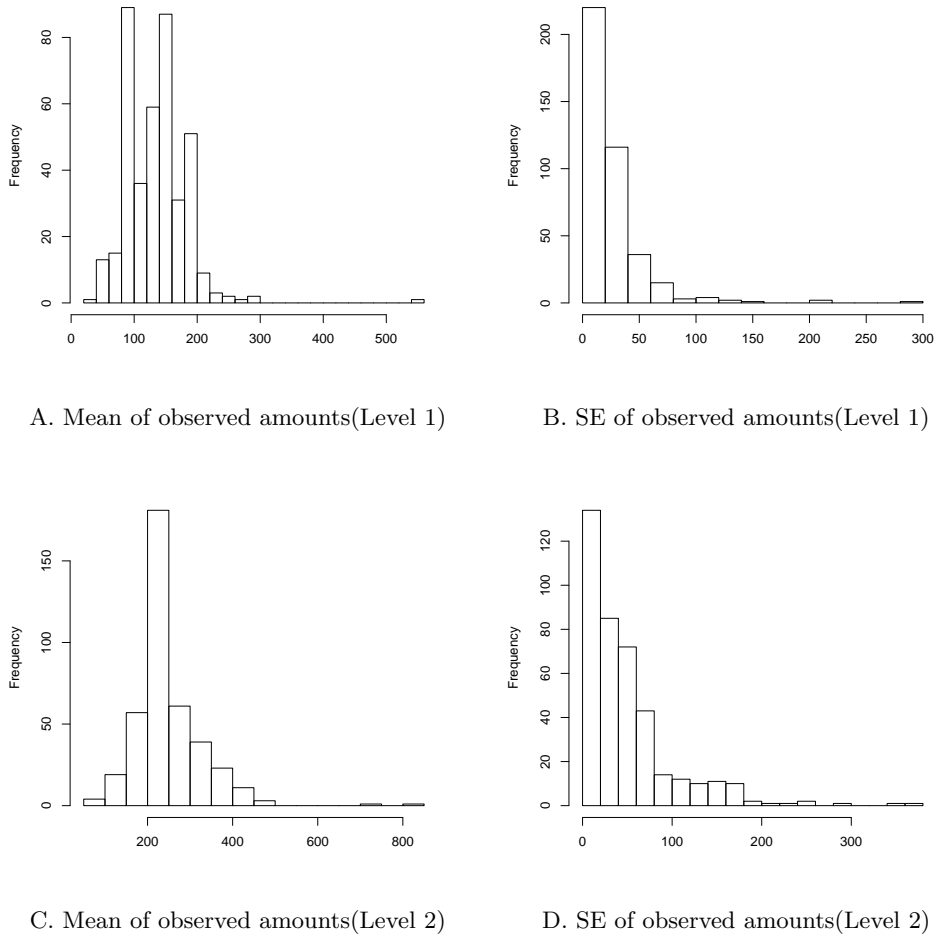 Frequency
0 20 40 60 80
0 100 200 300 400 500
A. Mean of observed amounts(Level 1)
Frequency
0 50 100 150 200
0 50 100 150 200 250 300
B. SE of observed amounts(Level 1)
Frequency
0 50 100 150
200 400 600 800
C. Mean of observed amounts(Level 2)
Frequency
0 20 40 60 80 100 120
0 100 200 300
D. SE of observed amounts(Level 2)